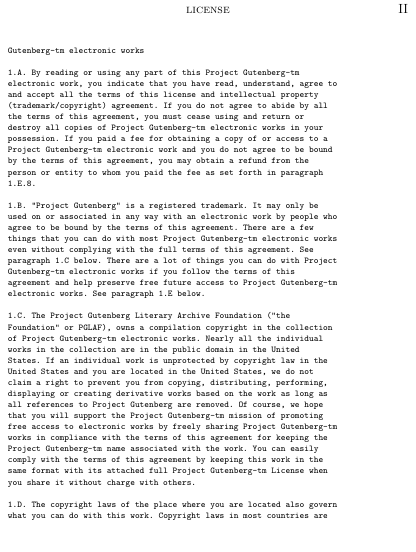 LICENSE II
Gutenberg-tm electronic works
1.A. By reading or using any part of this Project Gutenberg-tm
electronic work, you indicate that you have read, understand, agree to
and accept all the terms of this license and intellectual property
(trademark/copyright) agreement. If you do not agree to abide by all
the terms of this agreement, you must cease using and return or
destroy all copies of Project Gutenberg-tm electronic works in your
possession. If you paid a fee for obtaining a copy of or access to a
Project Gutenberg-tm electronic work and you do not agree to be bound
by the terms of this agreement, you may obtain a refund from the
person or entity to whom you paid the fee as set forth in paragraph
1.E.8.
1.B. "Project Gutenberg" is a registered trademark. It may only be
used on or associated in any way with an electronic work by people who
agree to be bound by the terms of this agreement. There are a few
things that you can do with most Project Gutenberg-tm electronic works
even without complying with the full terms of this agreement. See
paragraph 1.C below. There are a lot of things you can do with Project
Gutenberg-tm electronic works if you follow the terms of this
agreement and help preserve free future access to Project Gutenberg-tm
electronic works. See paragraph 1.E below.
1.C. The Project Gutenberg Literary Archive Foundation ("the
Foundation" or PGLAF), owns a compilation copyright in the collection
of Project Gutenberg-tm electronic works. Nearly all the individual
works in the collection are in the public domain in the United
States. If an individual work is unprotected by copyright law in the
United States and you are located in the United States, we do not
claim a right to prevent you from copying, distributing, performing,
displaying or creating derivative works based on the work as long as
all references to Project Gutenberg are removed. Of course, we hope
that you will support the Project Gutenberg-tm mission of promoting
free access to electronic works by freely sharing Project Gutenberg-tm
works in compliance with the terms of this agreement for keeping the
Project Gutenberg-tm name associated with the work. You can easily
comply with the terms of this agreement by keeping this work in the
same format with its attached full Project Gutenberg-tm License when
you share it without charge with others.
1.D. The copyright laws of the place where you are located also govern
what you can do with this work. Copyright laws in most countries are